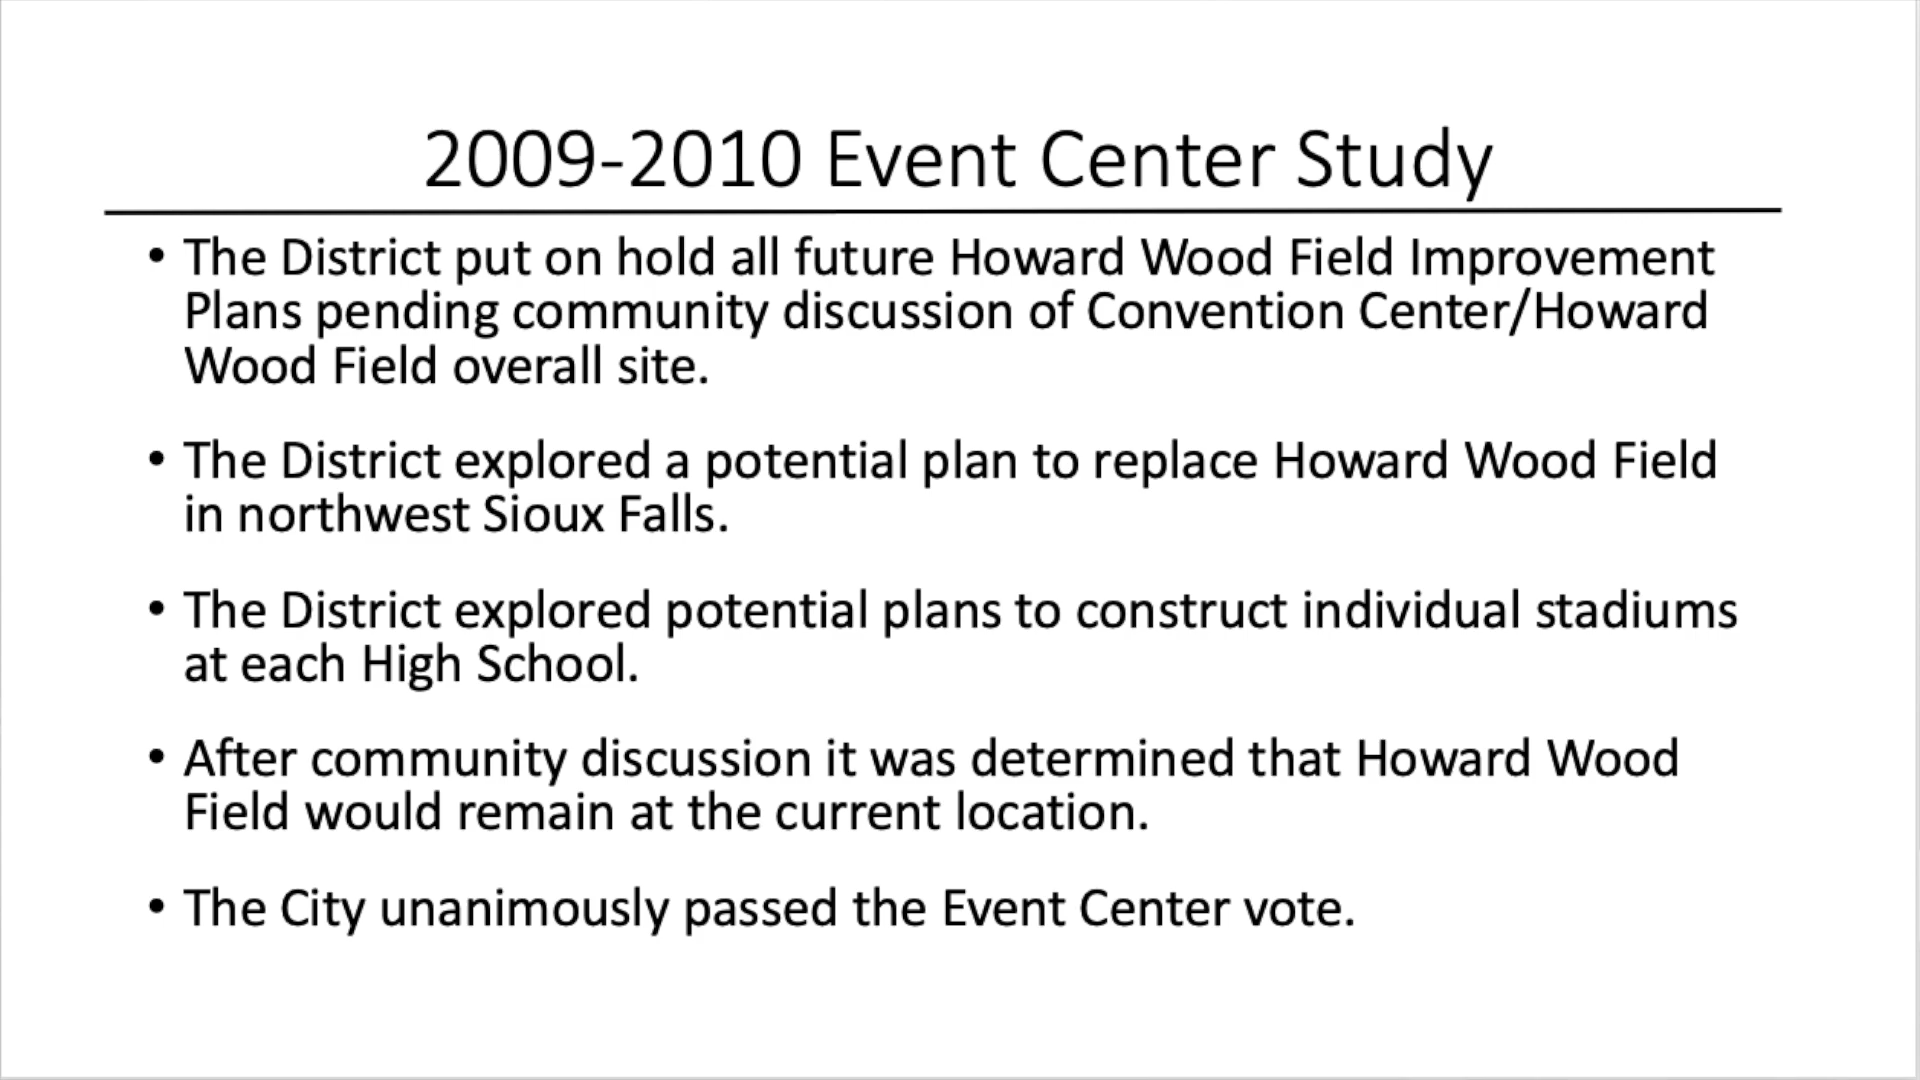 2009-2010 Event Center Study
• The District put on hold all future Howard Wood Field Improvement
Plans pending community discussion of Convention Center/Howard
Wood Field overall site.
• The District explored a potential plan to replace Howard Wood Field
in northwest Sioux Falls.
• The District explored potential plans to construct individual stadiums
at each High School.
• After community discussion it was determined that Howard Wood
Field would remain at the current location.
• The City unanimously passed the Event Center vote.